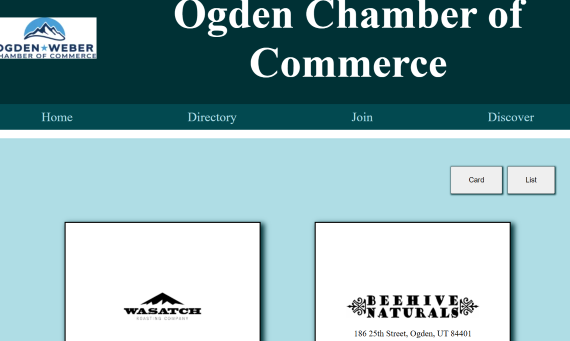 Ogden Chamber of
Commerce
OGDEN★WEBER
CHAMBER OF COMMERCE
Home Directory Join Discover
Card List
WASATCH
ROASTING COMPANY
BEEHIVE
NATURALS
186 25th Street, Ogden, UT 84401